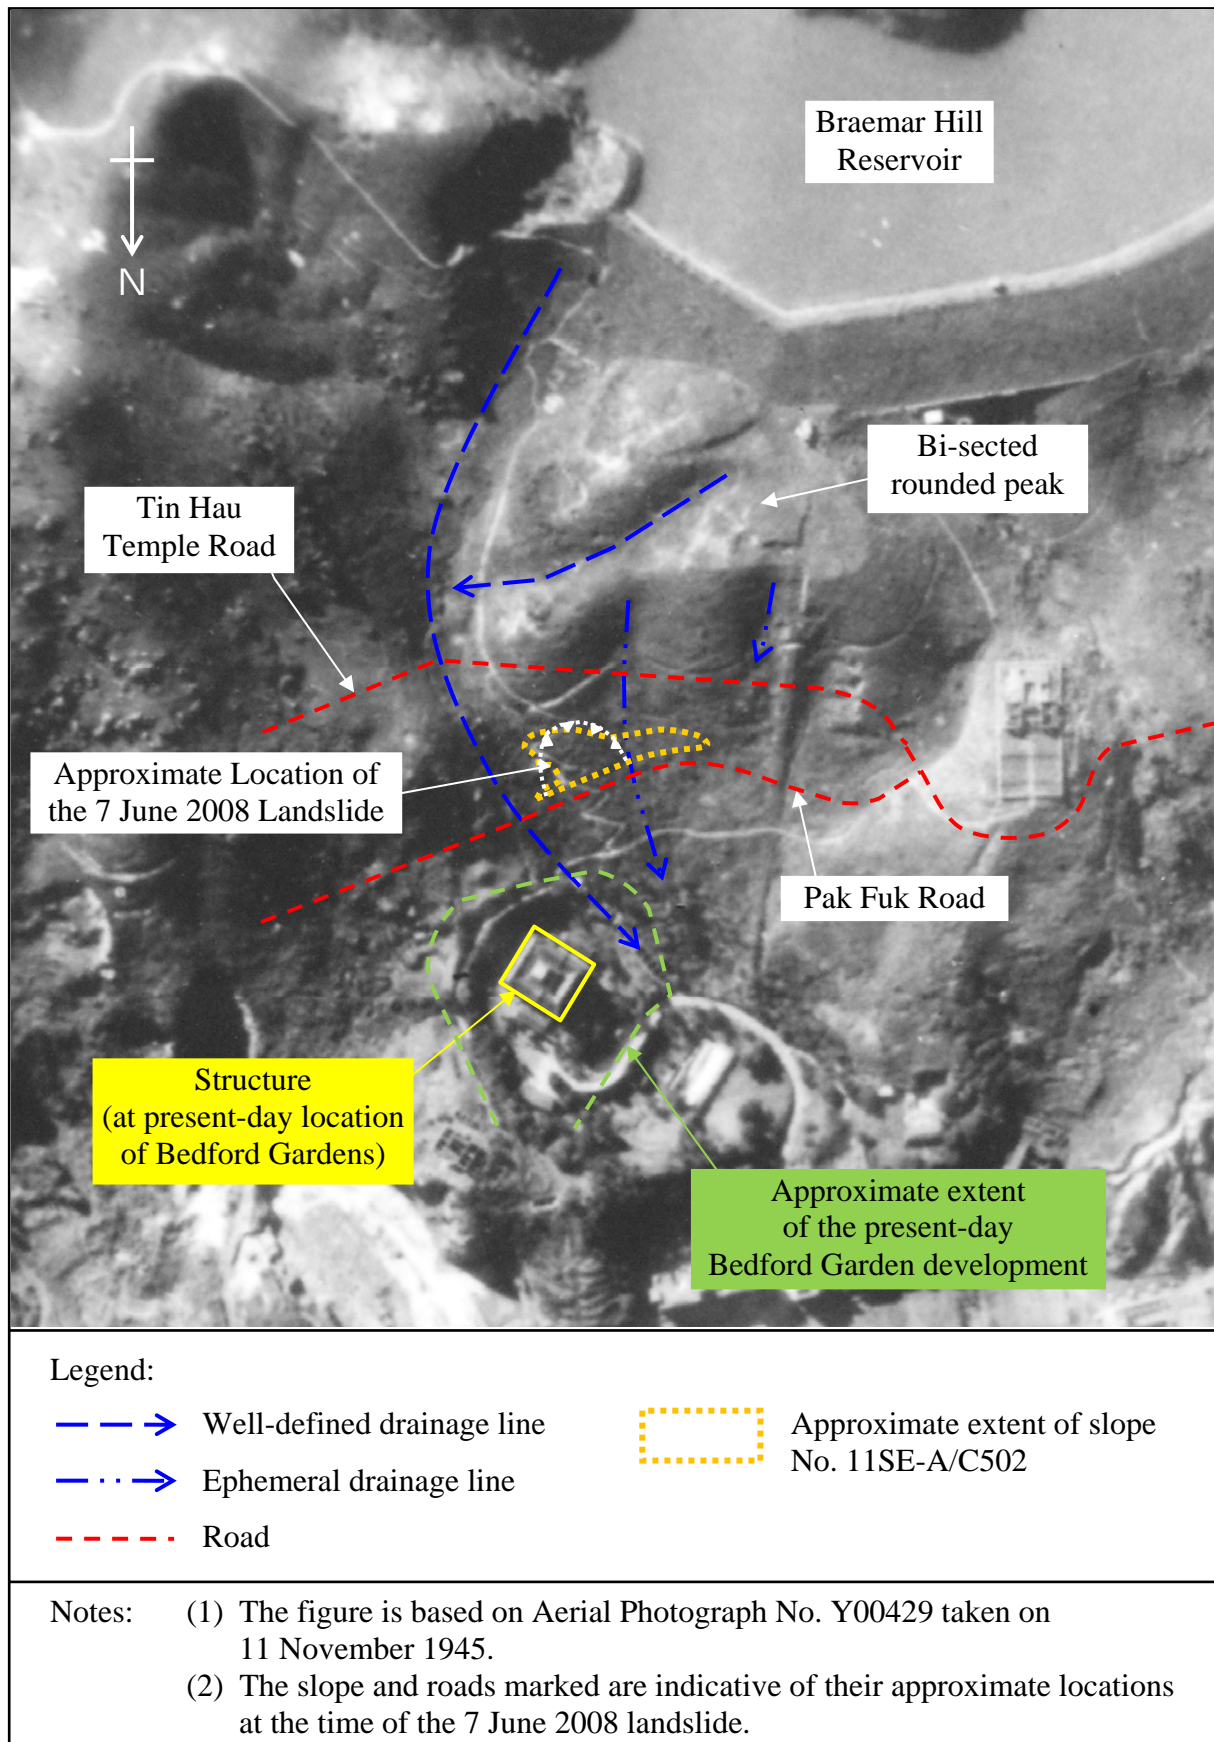 Braemar Hill
Reservoir
N
Bi-sected
rounded peak
Tin Hau
Temple Road
Approximate Location of
the 7 June 2008 Landslide
Pak Fuk Road
Structure
(at present-day location
of Bedford Gardens)
Approximate extent
of the present-day
Bedford Garden development
Legend:
Well-defined drainage line
Ephemeral drainage line
Road
Approximate extent of slope
No. 11SE-A/C502
Notes: (1) The figure is based on Aerial Photograph No. Y00429 taken on
11 November 1945.
(2) The slope and roads marked are indicative of their approximate locations
at the time of the 7 June 2008 landslide.